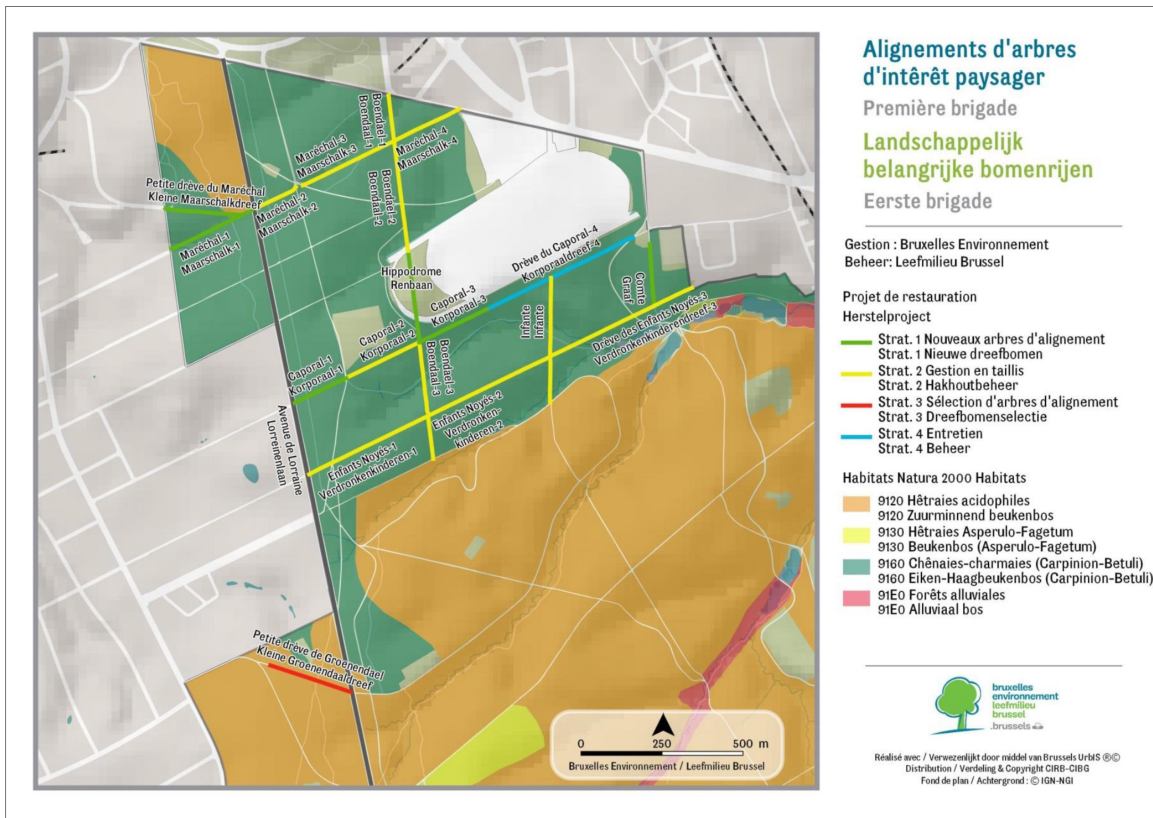 Alignements d'arbres
d'intérêt paysager
Première brigade
Landschappelijk
belangrijke bomenrijen
Eerste brigade
Gestion : Bruxelles Environnement
Beheer: Leefmilieu Brussel
Projet de restauration
Herstelproject
Strat. 1 Nouveaux arbres d'alignement
Strat. 1 Nieuwe dreefbomen
Strat. 2 Gestion en taillis
Strat. 2 Hakhoutbeheer
Strat. 3 Sélection d'arbres d'alignement
Strat. 3 Dreefbomenselectie
Strat. 4 Entretien
Strat. 4 Beheer
Habitats Natura 2000 Habitats
9120 Hêtraies acidophiles
9120 Zuurminnend beukenbos
9130 Hêtraies Asperulo-Fagetum
9130 Beukenbos (Asperulo-Fagetum)
9160 Chênaies-charmaies (Carpinion-Betuli)
9160 Eiken-Haagbeukenbos (Carpinion-Betuli)
91E0 Forêts alluviales
91E0 Alluviaal bos
bruxelles
environnement
leefmilieu
brussel
.brussels
Réalisé avec / Verwezenlijkt door middel van Brussels UrbIS ®©
Distribution / Verdeling & Copyright CIRB-CIBG
Fond de plan / Achtergrond : © IGN-NGI
Boendael-1
Boendaal-1
Maréchal-3
Maarschalk-3
Maréchal-4
Maarschalk-4
Petite drève du Maréchal
Kleine Maarschalkdreef
Maréchal-2
Maarschalk-2
Maréchal-1
Maarschalk-1
Boendael-2
Boendaal-2
Hippodrome
Renbaan
Drève du Caporal-4
Korporaaldreef-4
Comte
Graaf
Caporal-3
Korporaal-3
Caporal-2
Korporaal-2
Caporal-1
Korporaal-1
Infante
Infante
Boendael-3
Boendaal-3
Drève des Enfants Noyés-3
Verdronkenkinderendreef-3
Enfants Noyés-2
Verdronken-
kinderen-2
Enfants Noyés-1
Verdronkenkinderen-1
Avenue de Lorraine
Lorreinenlaan
Petite drève de Groenendael
Kleine Groenendaaldreef
0 250 500 m
Bruxelles Environnement / Leefmilieu Brussel